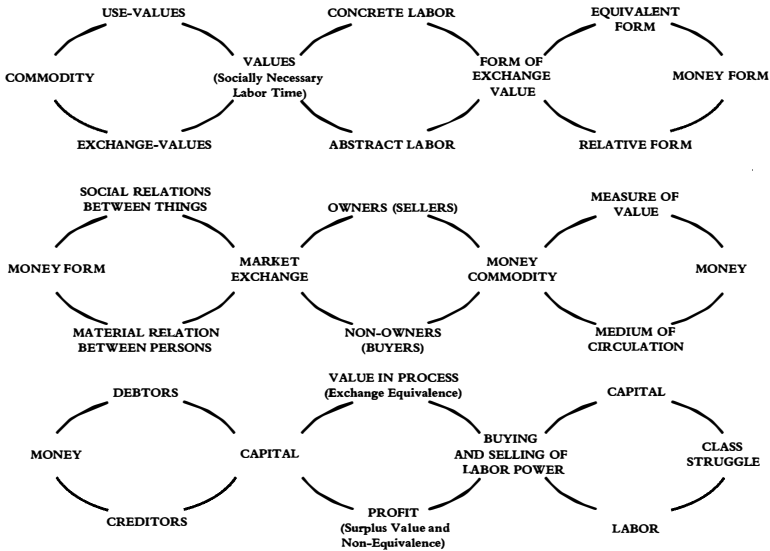 USE-VALUES
CONCRETE LABOR
EQUIVALENT
FORM
COMMODITY
VALUES
(Socially Necessary
Labor Time)
FORM OF
EXCHANGE
VALUE
MONEY FORM
EXCHANGE-VALUES
ABSTRACT LABOR
RELATIVE FORM
SOCIAL RELATIONS
BETWEEN THINGS
OWNERS (SELLERS)
MEASURE OF
VALUE
MONEY FORM
MARKET
EXCHANGE
MONEY
COMMODITY
MONEY
MATERIAL RELATION
BETWEEN PERSONS
NON-OWNERS
(BUYERS)
MEDIUM OF
CIRCULATION
DEBTORS
VALUE IN PROCESS
(Exchange Equivalence)
CAPITAL
MONEY
CAPITAL
BUYING
AND SELLING OF
LABOR POWER
CLASS
STRUGGLE
CREDITORS
PROFIT
(Surplus Value and
Non-Equivalence)
LABOR